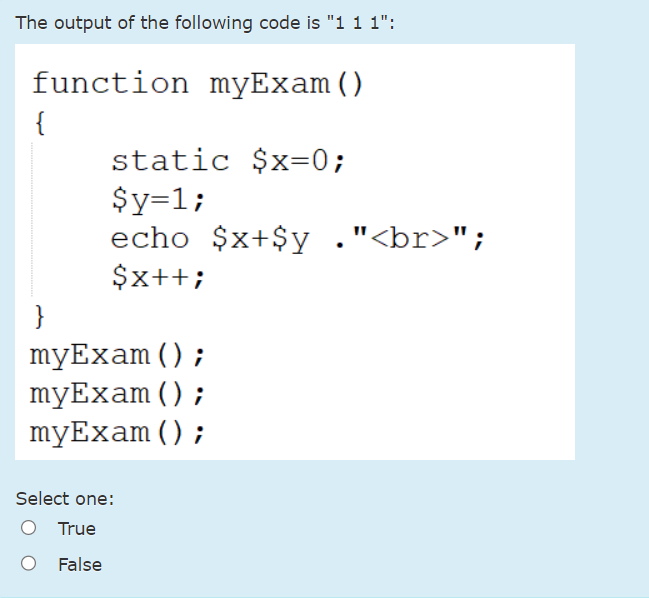 The output of the following code is "1 1 1":
function myExam()
{
static $x=0;
$y=1;
echo $x+$y ."<br>";
$x++;
}
myExam();
myExam();
myExam();
Select one:
True
False